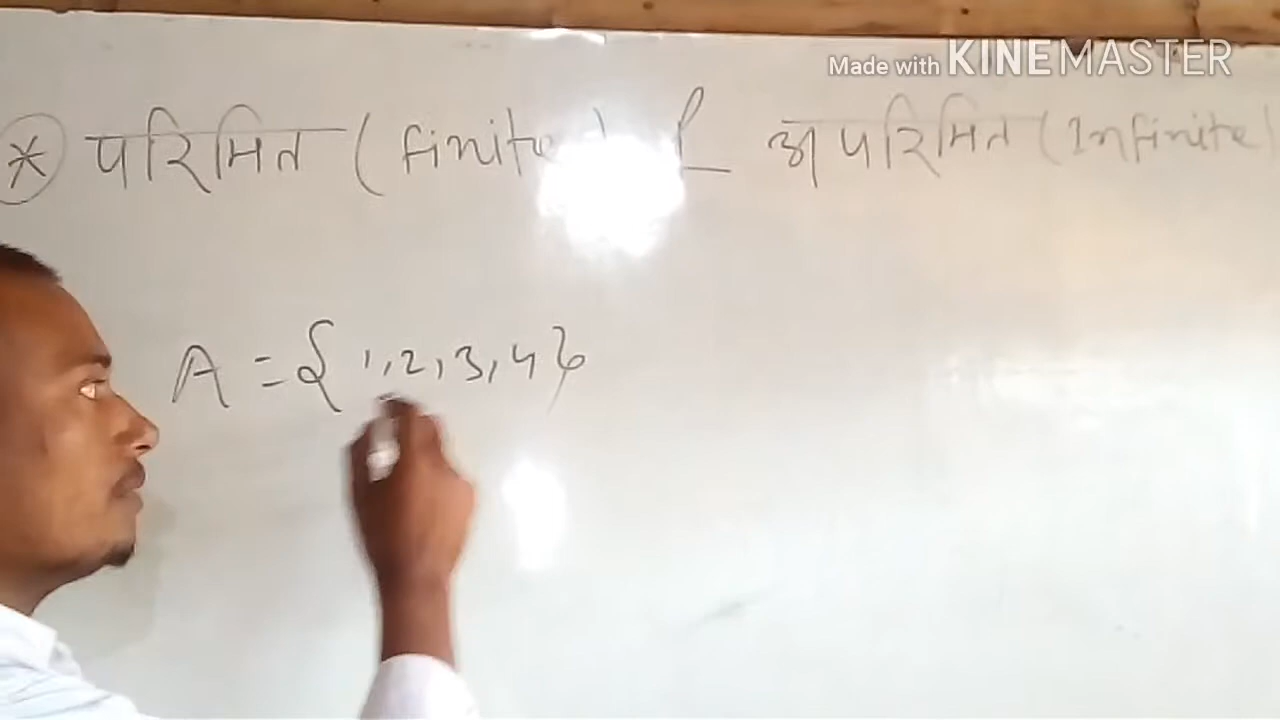 Made with KINEMASTER
* परिमित (finite) & अपरिमित (Infinite)
A = { 1, 2, 3, 4 }